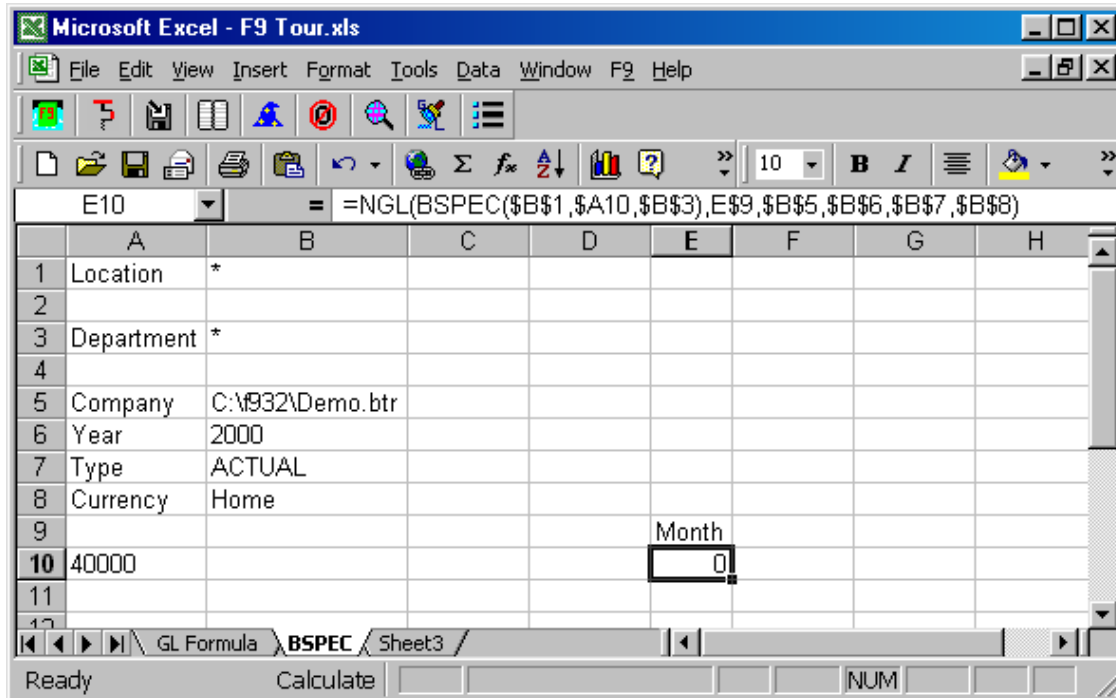 Microsoft Excel - F9 Tour.xls
File Edit View Insert Format Tools Data Window F9 Help
F9
Σ fx A Z ? » 10 B I »
E10 = =NGL(BSPEC($B$1,$A10,$B$3),E$9,$B$5,$B$6,$B$7,$B$8)
A B C D E F G H
1 Location *
2
3 Department *
4
5 Company C:\f932\Demo.btr
6 Year 2000
7 Type ACTUAL
8 Currency Home
9 Month
10 40000 0
11
12
GL Formula BSPEC Sheet3
Ready Calculate NUM